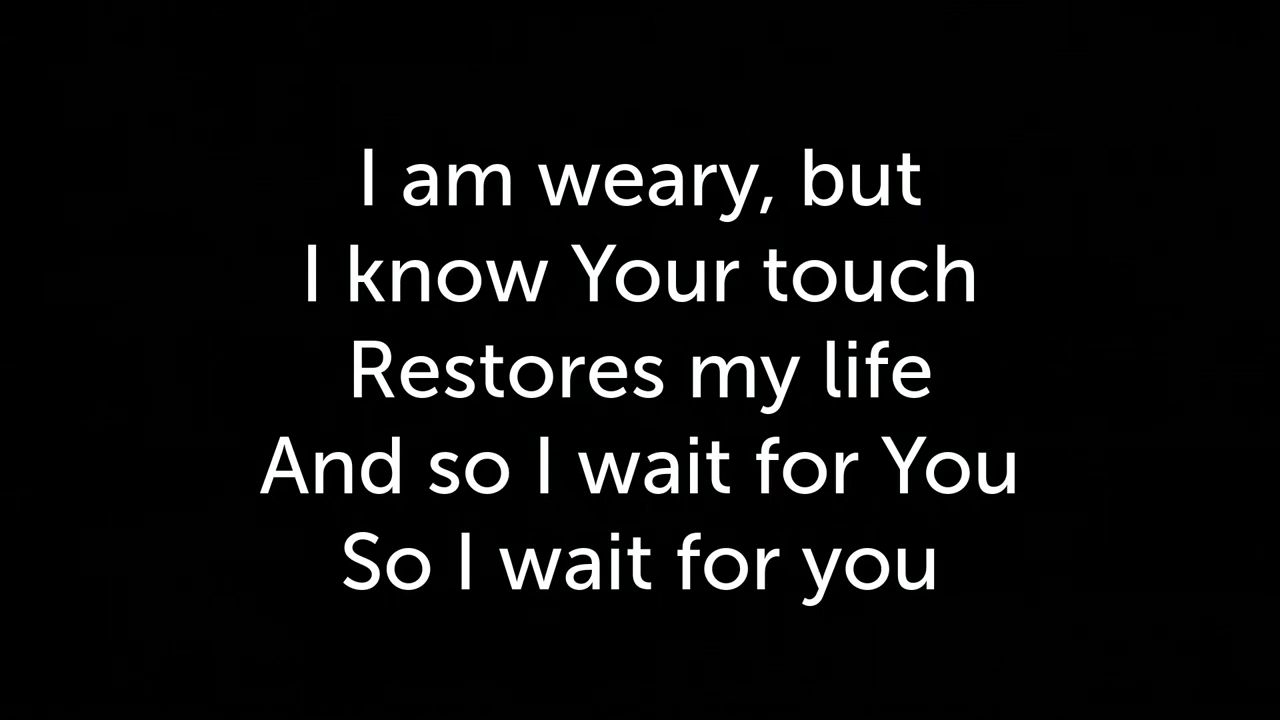 I am weary, but
I know Your touch
Restores my life
And so I wait for You
So I wait for you